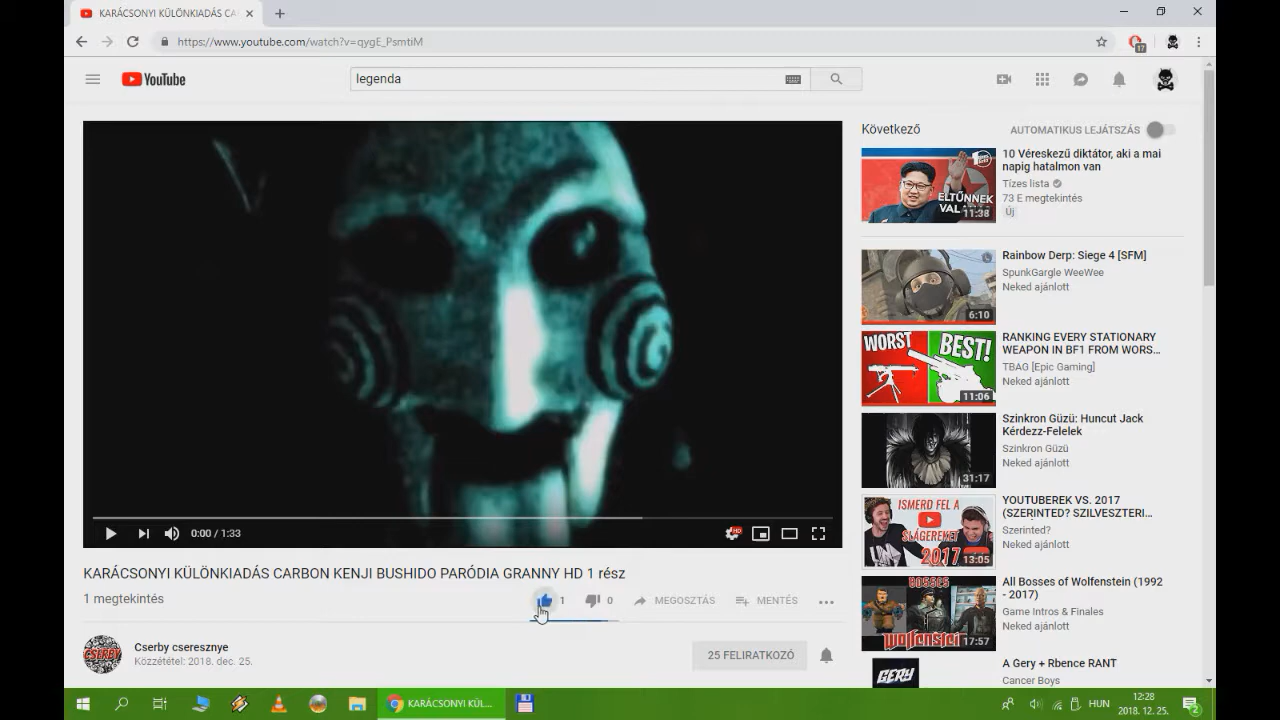 KARÁCSONYI KÜLÖNKIADÁS CA
https://www.youtube.com/watch?v=qygE_PsmtiM
17
YouTube
legenda
0:00 / 1:33
HD
KARÁCSONYI KÜLÖNKIADÁS CARBON KENJI BUSHIDO PARÓDIA GRANNY HD 1 rész
1 megtekintés
1
0
MEGOSZTÁS
MENTÉS
CSERBY
Cserby cseresznye
Közzététel: 2018. dec. 25.
25 FELIRATKOZÓ
Következő
AUTOMATIKUS LEJÁTSZÁS
ELTŰNNEK
VAL
11:38
10 Véreskezű diktátor, aki a mai
napig hatalmon van
Tízes lista
73 E megtekintés
Új
6:10
Rainbow Derp: Siege 4 [SFM]
SpunkGargle WeeWee
Neked ajánlott
WORST
BEST!
11:06
RANKING EVERY STATIONARY
WEAPON IN BF1 FROM WORS...
TBAG [Epic Gaming]
Neked ajánlott
31:17
Szinkron Güzü: Huncut Jack
Kérdezz-Felelek
Szinkron Güzü
Neked ajánlott
ISMERD FEL A
SLÁGEREKET
2017
13:05
YOUTUBEREK VS. 2017
(SZERINTED? SZILVESZTERI...
Szerinted?
Neked ajánlott
BOSSES
Wolfenstein
17:57
All Bosses of Wolfenstein (1992
- 2017)
Game Intros & Finales
Neked ajánlott
GERY
A Gery + Rbence RANT
Cancer Boys
KARÁCSONYI KÜL...
HUN
12:28
2018. 12. 25.
2